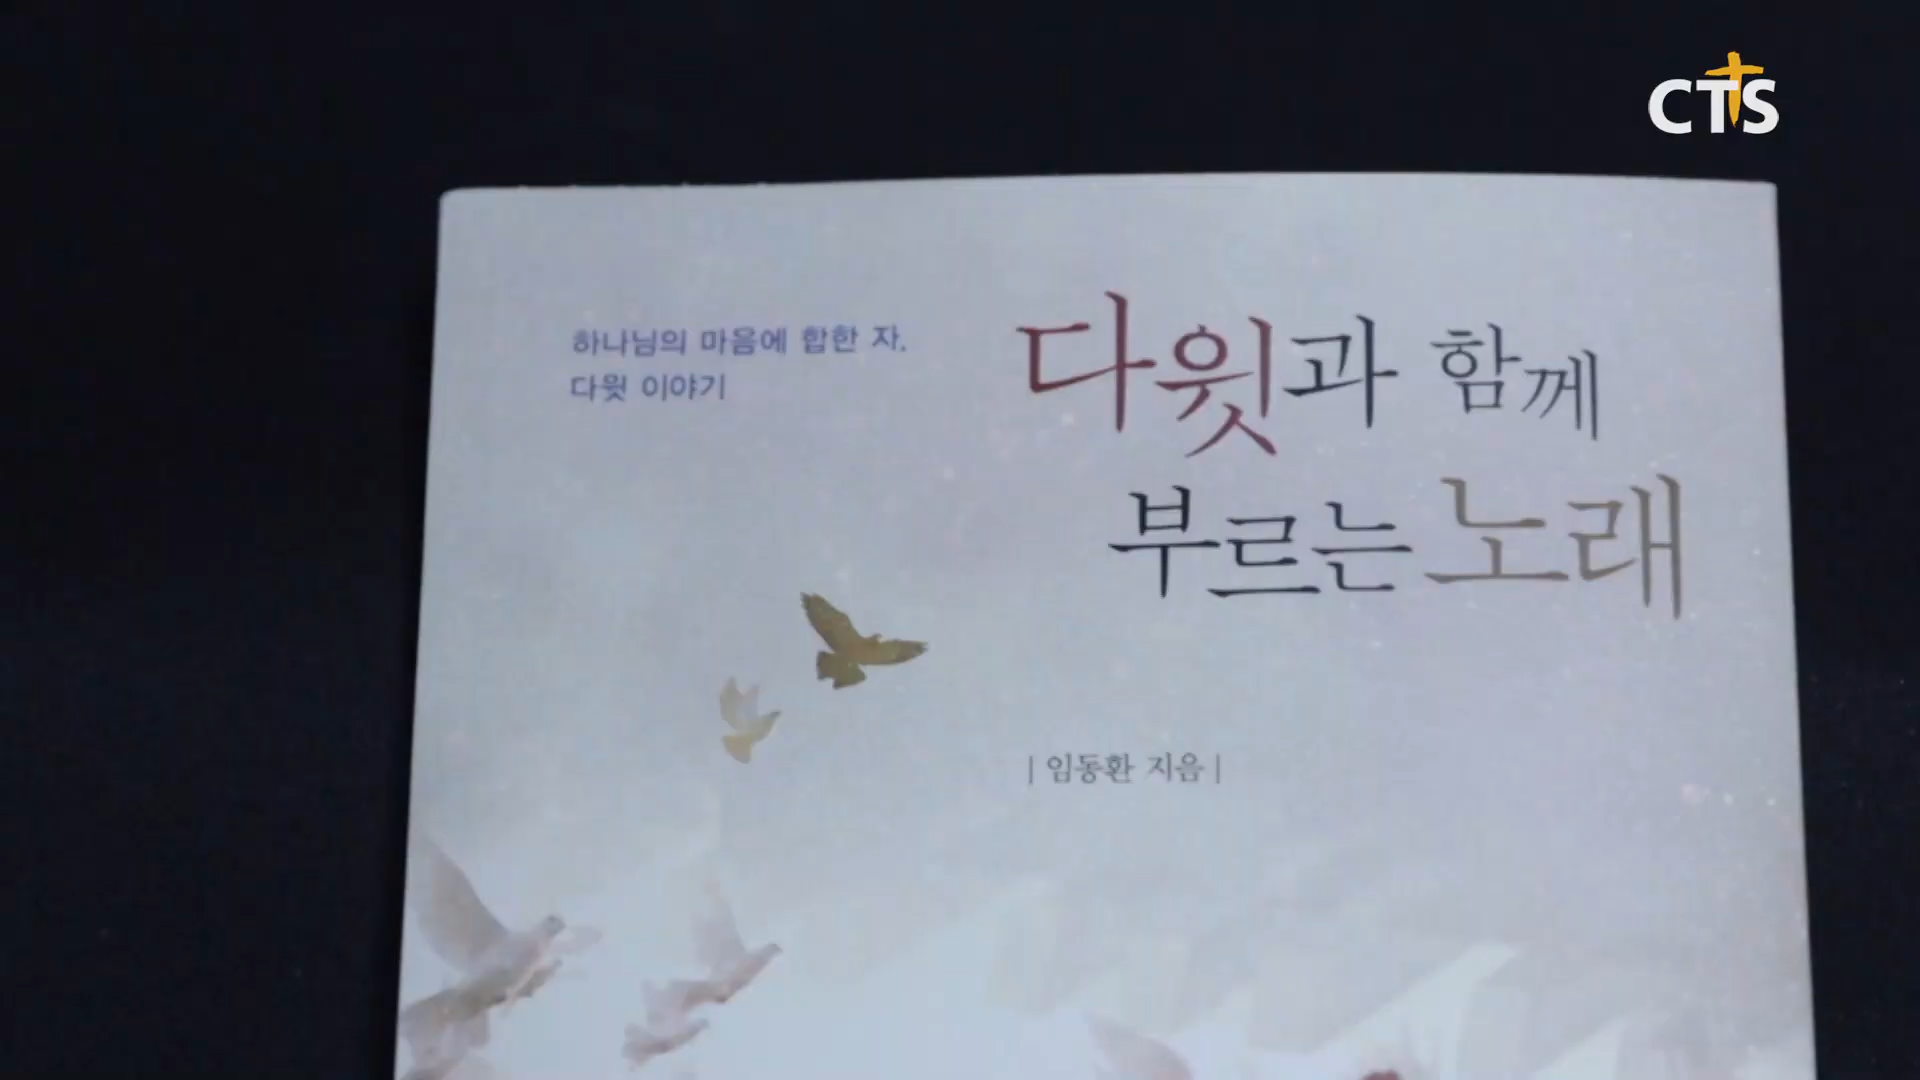 CTS
하나님의 마음에 합한 자,
다윗 이야기
다윗과 함께
부르는 노래
| 임동환 지음 |